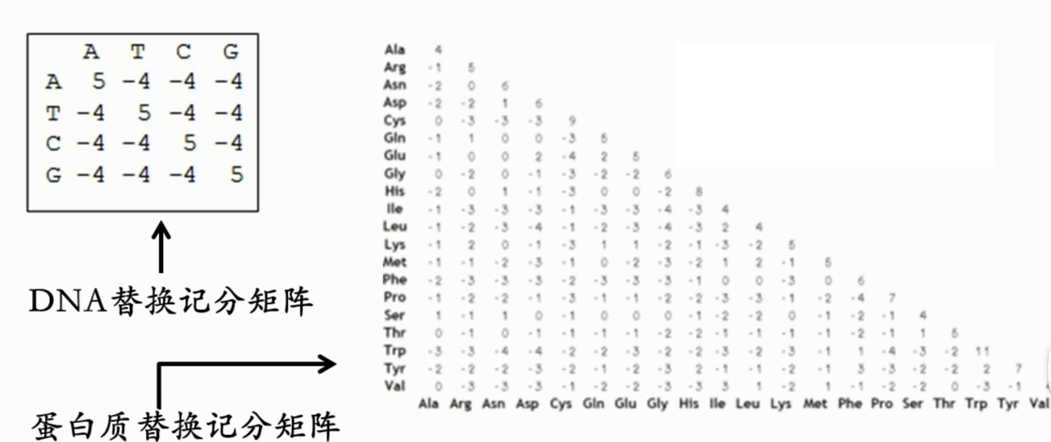 A T C G
A 5 -4 -4 -4
T -4 5 -4 -4
C -4 -4 5 -4
G -4 -4 -4 5
DNA替换记分矩阵
蛋白质替换记分矩阵
Ala 4
Arg -1 5
Asn -2 0 6
Asp -2 -2 1 6
Cys 0 -3 -3 -3 9
Gln -1 1 0 0 -3 5
Glu -1 0 0 2 -4 2 5
Gly 0 -2 0 -1 -3 -2 -2 6
His -2 0 1 -1 -3 0 0 -2 8
Ile -1 -3 -3 -3 -1 -3 -3 -4 -3 4
Leu -1 -2 -3 -4 -1 -2 -3 -4 -3 2 4
Lys -1 2 0 -1 -3 1 1 -2 -1 -3 -2 5
Met -1 -1 -2 -3 -1 0 -2 -3 -2 1 2 -1 5
Phe -2 -3 -3 -3 -2 -3 -3 -3 -1 0 0 -3 0 6
Pro -1 -2 -2 -1 -3 -1 -1 -2 -2 -3 -3 -1 -2 -4 7
Ser 1 -1 1 0 -1 0 0 0 -1 -2 -2 0 -1 -2 -1 4
Thr 0 -1 0 -1 -1 -1 -1 -2 -2 -1 -1 -1 -1 -2 -1 1 5
Trp -3 -3 -4 -4 -2 -2 -3 -2 -2 -3 -2 -3 -1 1 -4 -3 -2 11
Tyr -2 -2 -2 -3 -2 -1 -2 -3 2 -1 -1 -2 -1 3 -3 -2 -2 2 7
Val 0 -3 -3 -3 -1 -2 -2 -3 -3 3 1 -2 1 -1 -2 -2 0 -3 -1
Ala Arg Asn Asp Cys Gln Glu Gly His Ile Leu Lys Met Phe Pro Ser Thr Trp Tyr Val